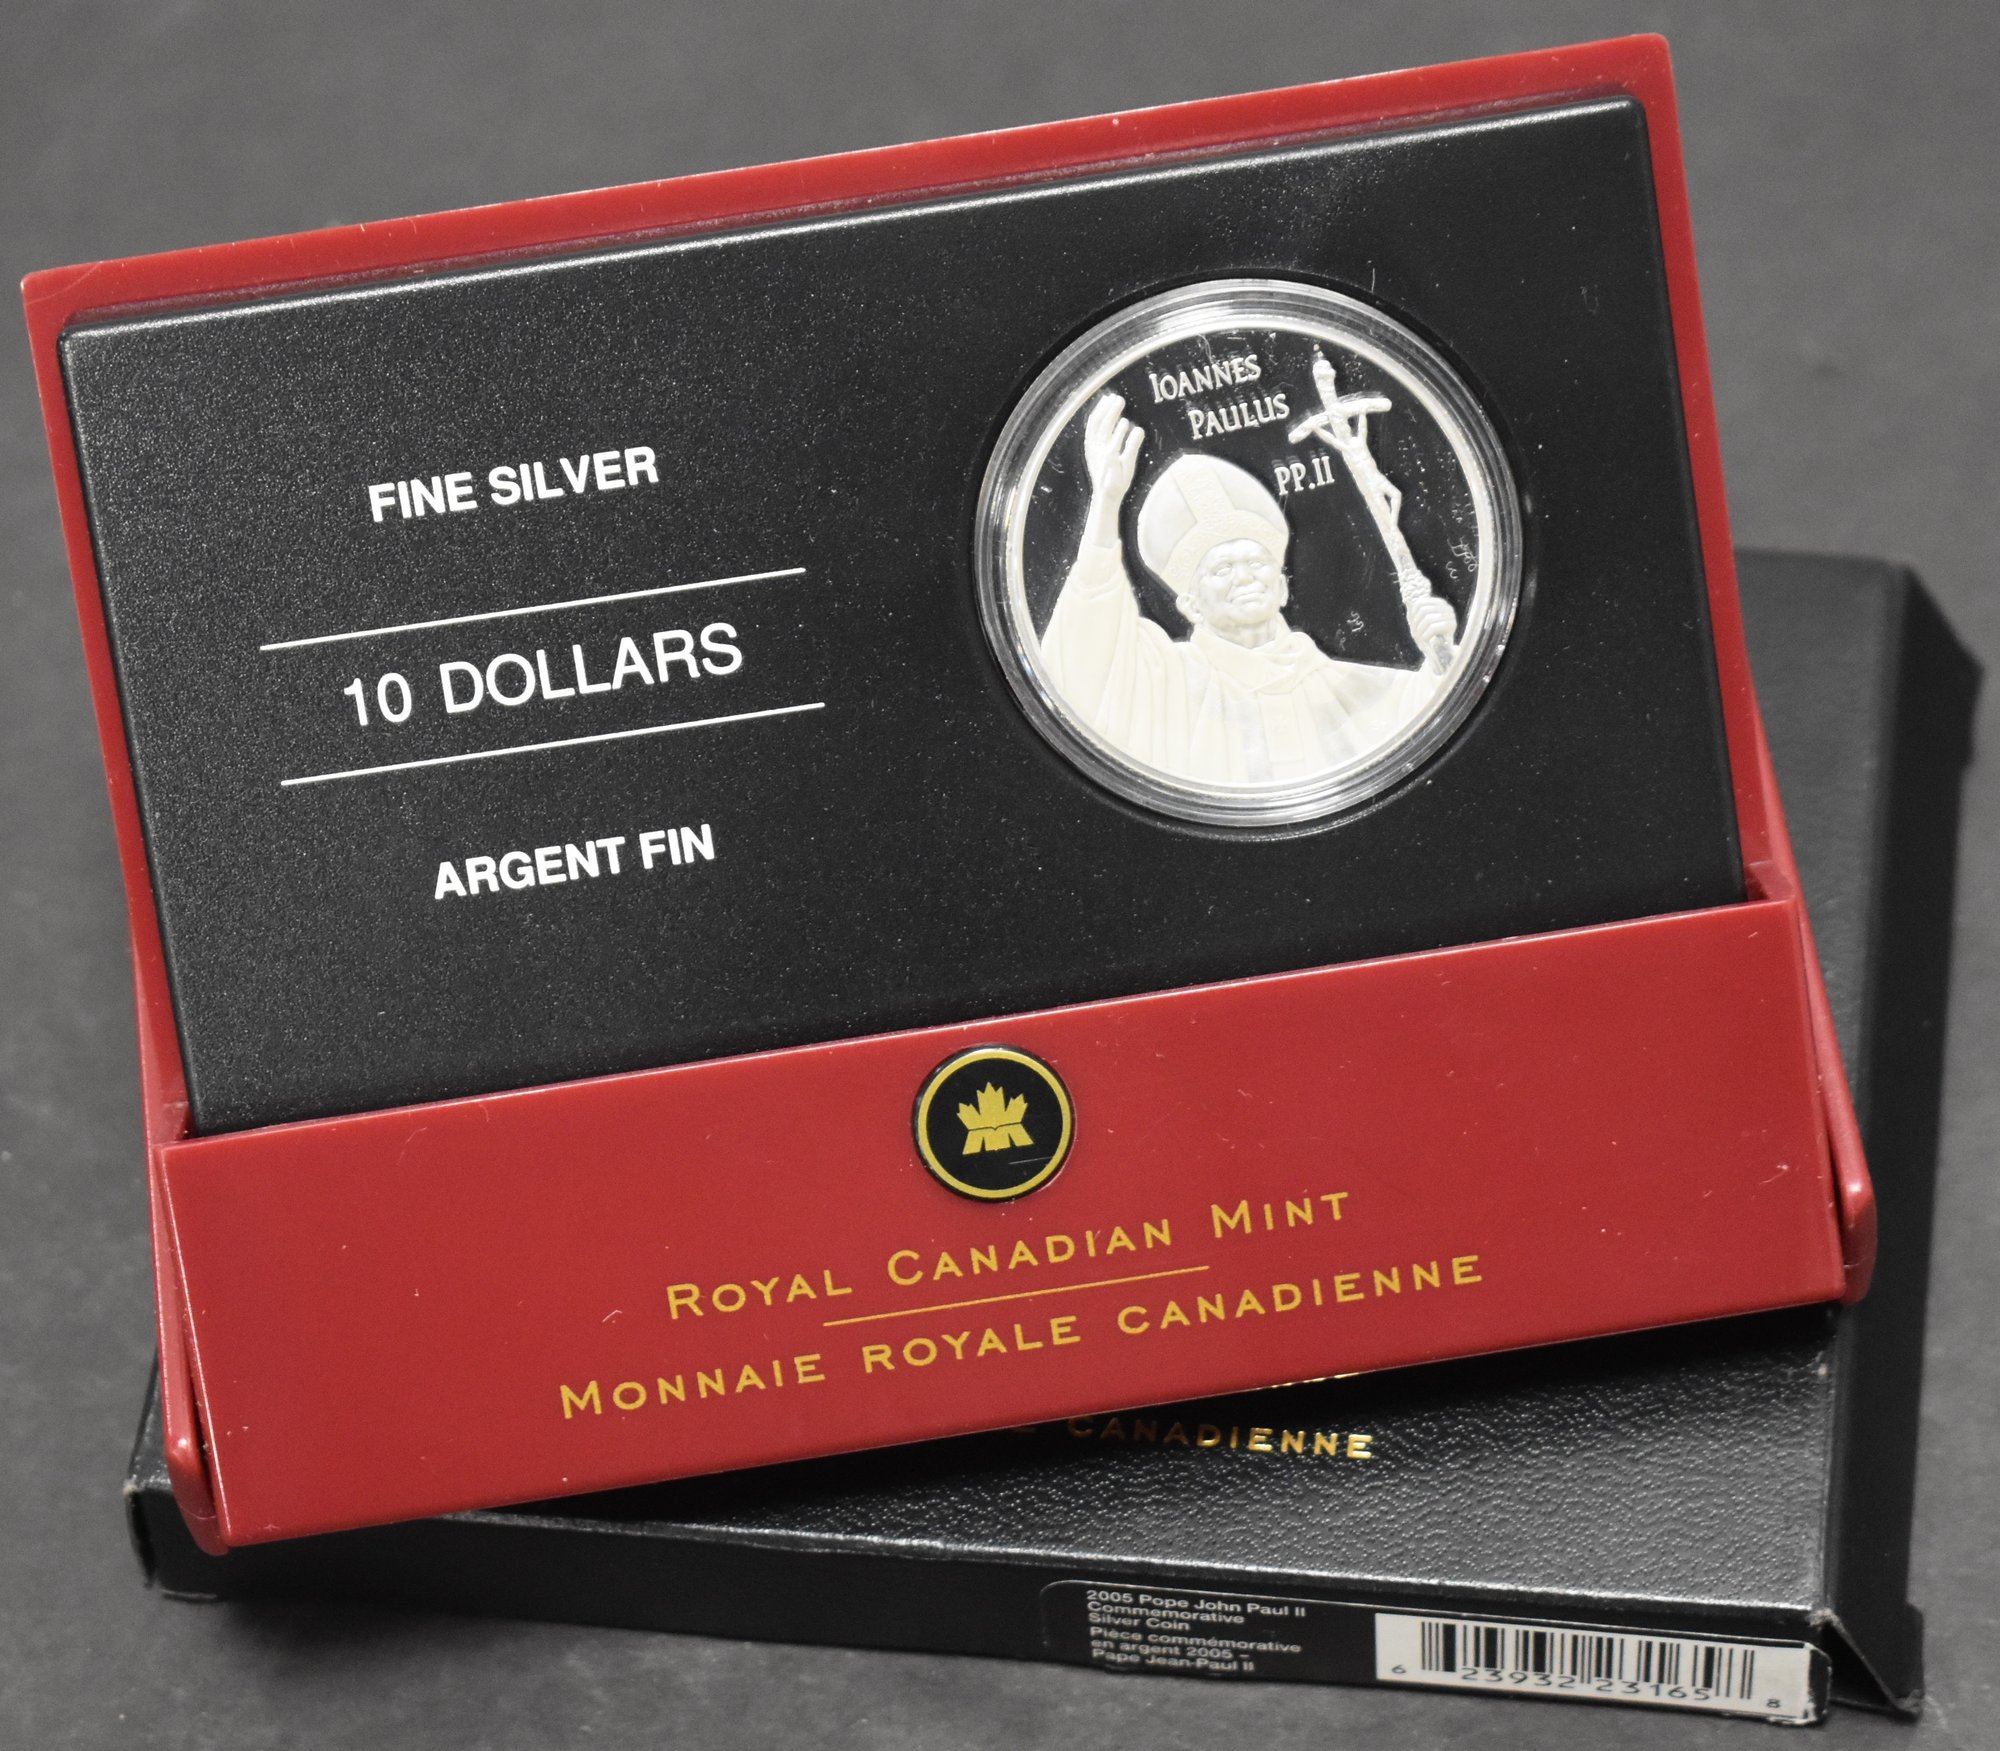 IOANNES
PAULUS
PP.II
FINE SILVER
10 DOLLARS
ARGENT FIN
ROYAL CANADIAN MINT
MONNAIE ROYALE CANADIENNE
CANADIENNE
2005 Pope John Paul II
Commemorative
Silver Coin
Pièce commémorative
en argent 2005 -
Pape Jean-Paul II
6 23932 23165 8